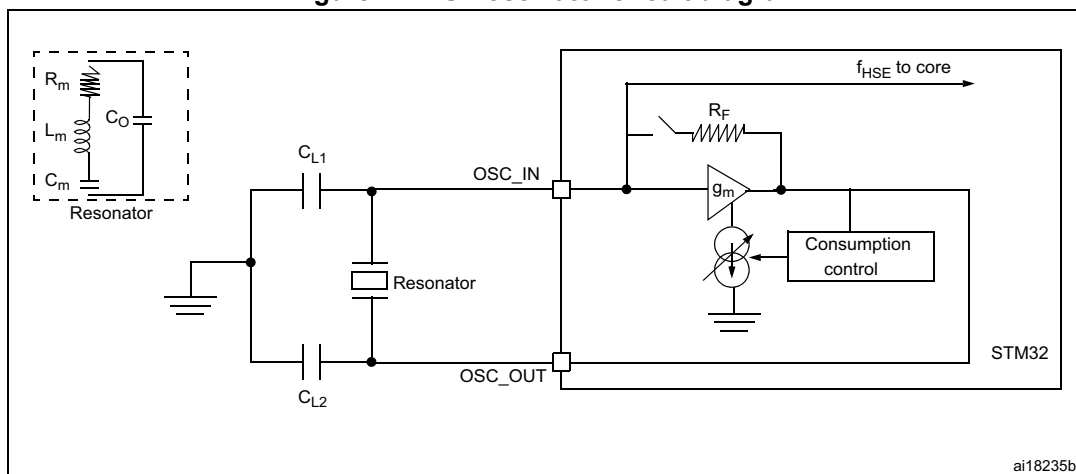 f_HSE to core
R_m
L_m
C_O
C_m
Resonator
C_L1
OSC_IN
R_F
g_m
Consumption
control
Resonator
STM32
OSC_OUT
C_L2
ai18235b